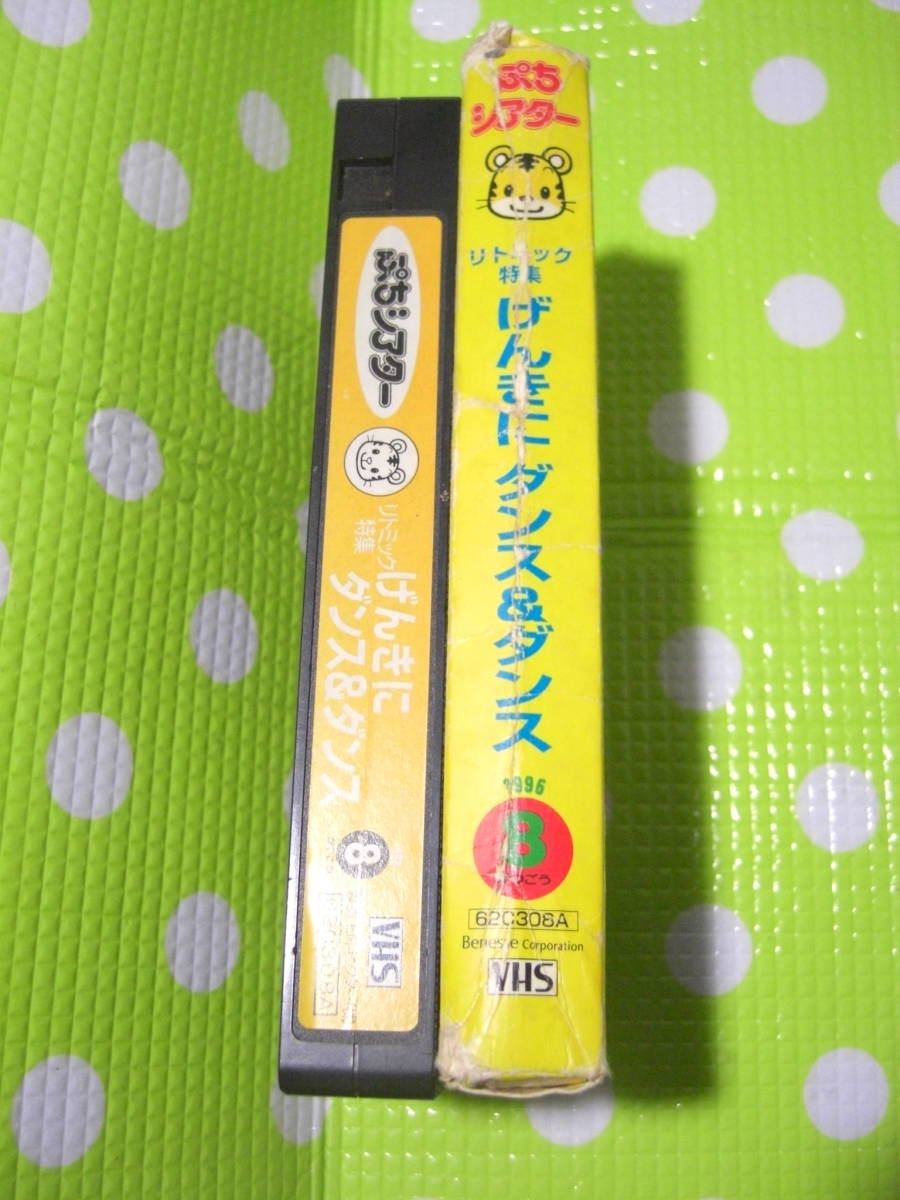 ぷちシアター
リトミック
特集
げんきに
ダンス&ダンス
8
VHS
ぷち
シアター
リトミック
特集
げんきに ダンス&ダンス
1996
8
62C308A
Benesse Corporation
VHS